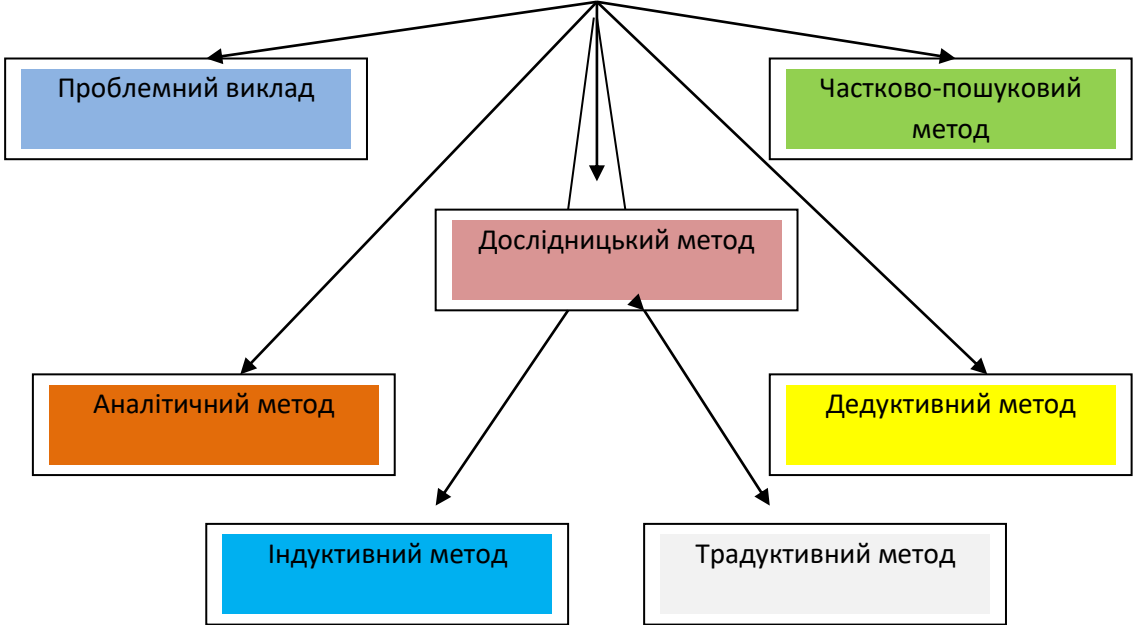 Проблемний виклад
Частково-пошуковий
метод
Дослідницький метод
Аналітичний метод
Дедуктивний метод
Індуктивний метод
Традуктивний метод